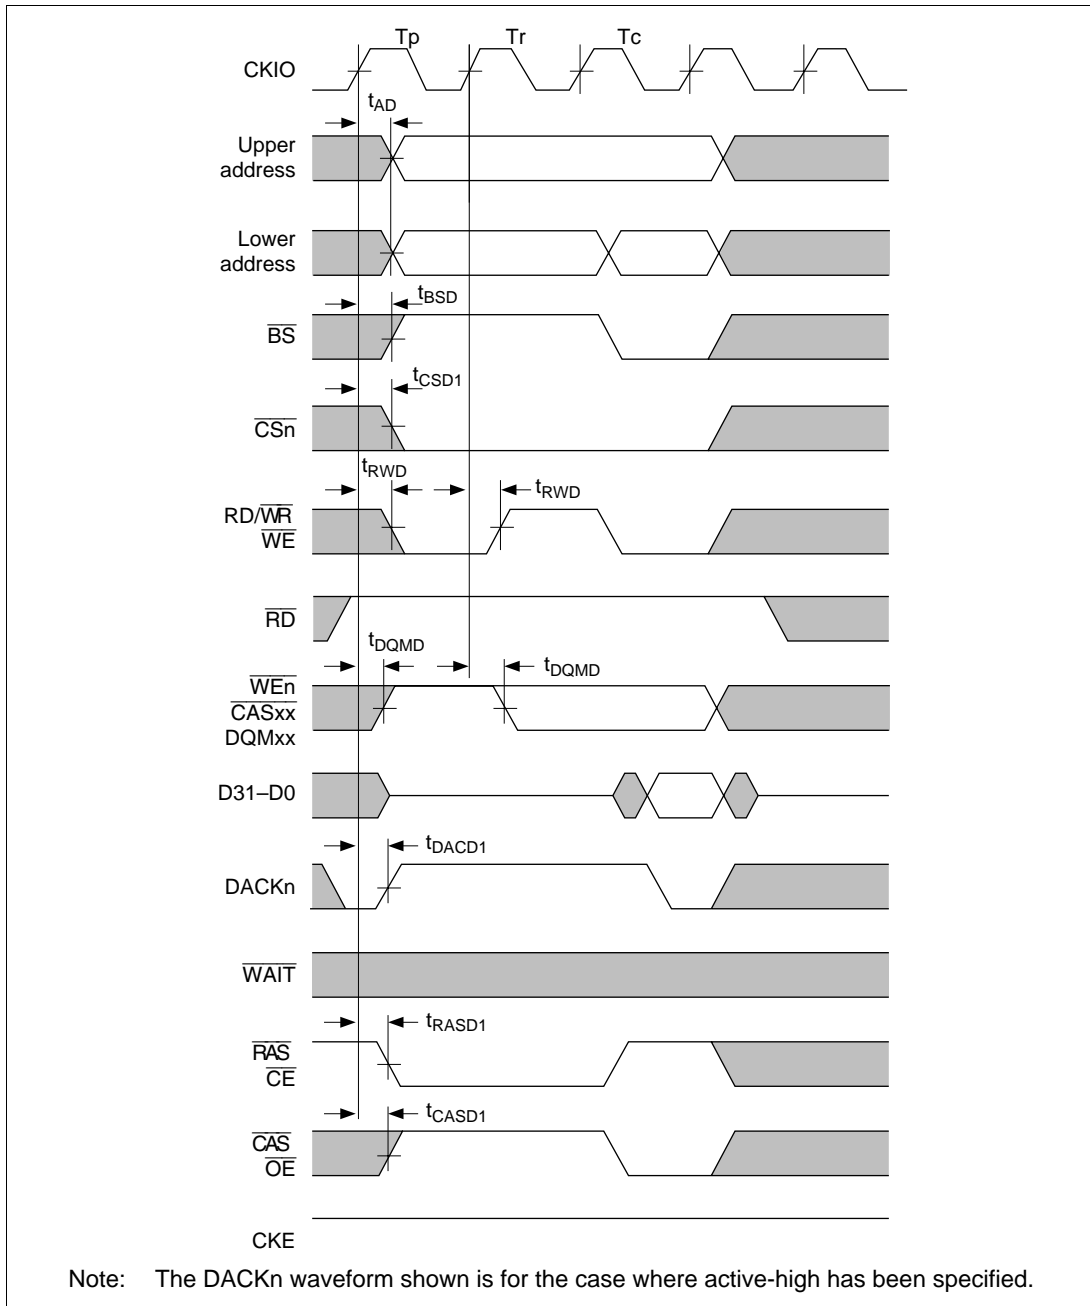 Tp Tr Tc
CKIO
tAD
Upper
address
Lower
address
tBSD
BS
tCSD1
CSn
tRWD tRWD
RD/WR
WE
RD
tDQMD tDQMD
WEn
CASxx
DQMxx
D31–D0
tDACD1
DACKn
WAIT
tRASD1
RAS
CE
tCASD1
CAS
OE
CKE
Note: The DACKn waveform shown is for the case where active-high has been specified.